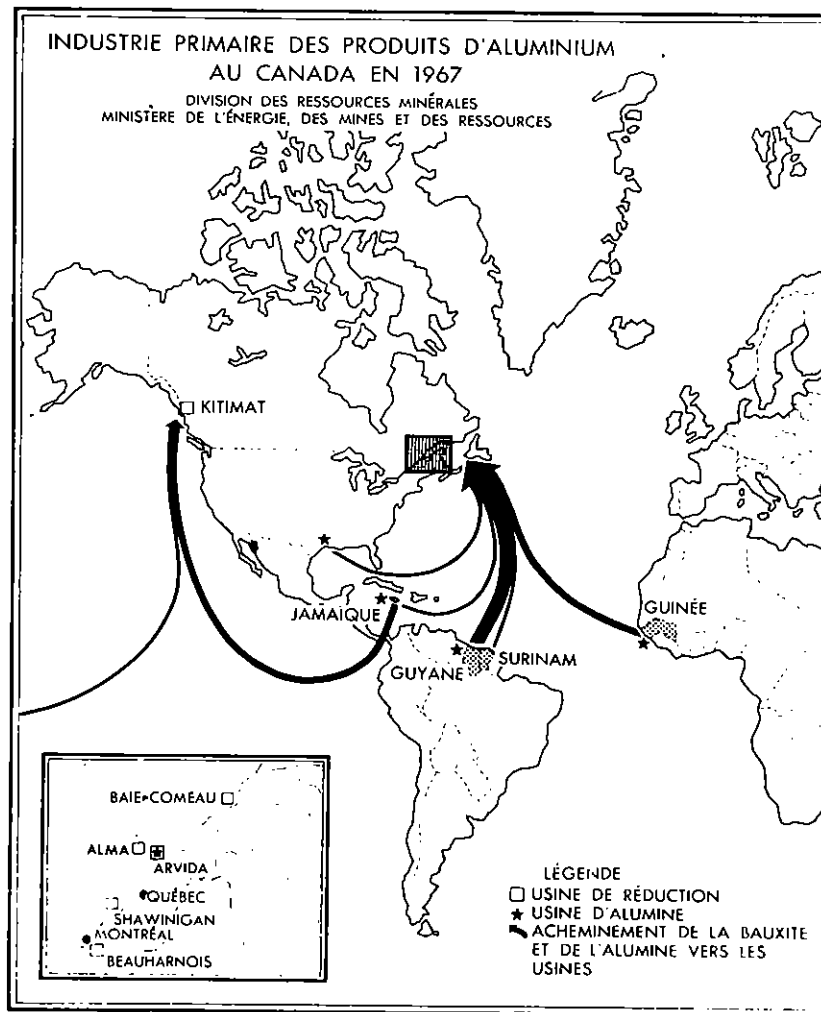 INDUSTRIE PRIMAIRE DES PRODUITS D'ALUMINIUM
AU CANADA EN 1967
DIVISION DES RESSOURCES MINÉRALES
MINISTÈRE DE L'ÉNERGIE, DES MINES ET DES RESSOURCES
KITIMAT
JAMAÏQUE
GUINÉE
SURINAM
GUYANE
BAIE-COMEAU
ALMA
ARVIDA
QUÉBEC
SHAWINIGAN
MONTRÉAL
BEAUHARNOIS
LÉGENDE
USINE DE RÉDUCTION
USINE D'ALUMINE
ACHEMINEMENT DE LA BAUXITE
ET DE L'ALUMINE VERS LES
USINES